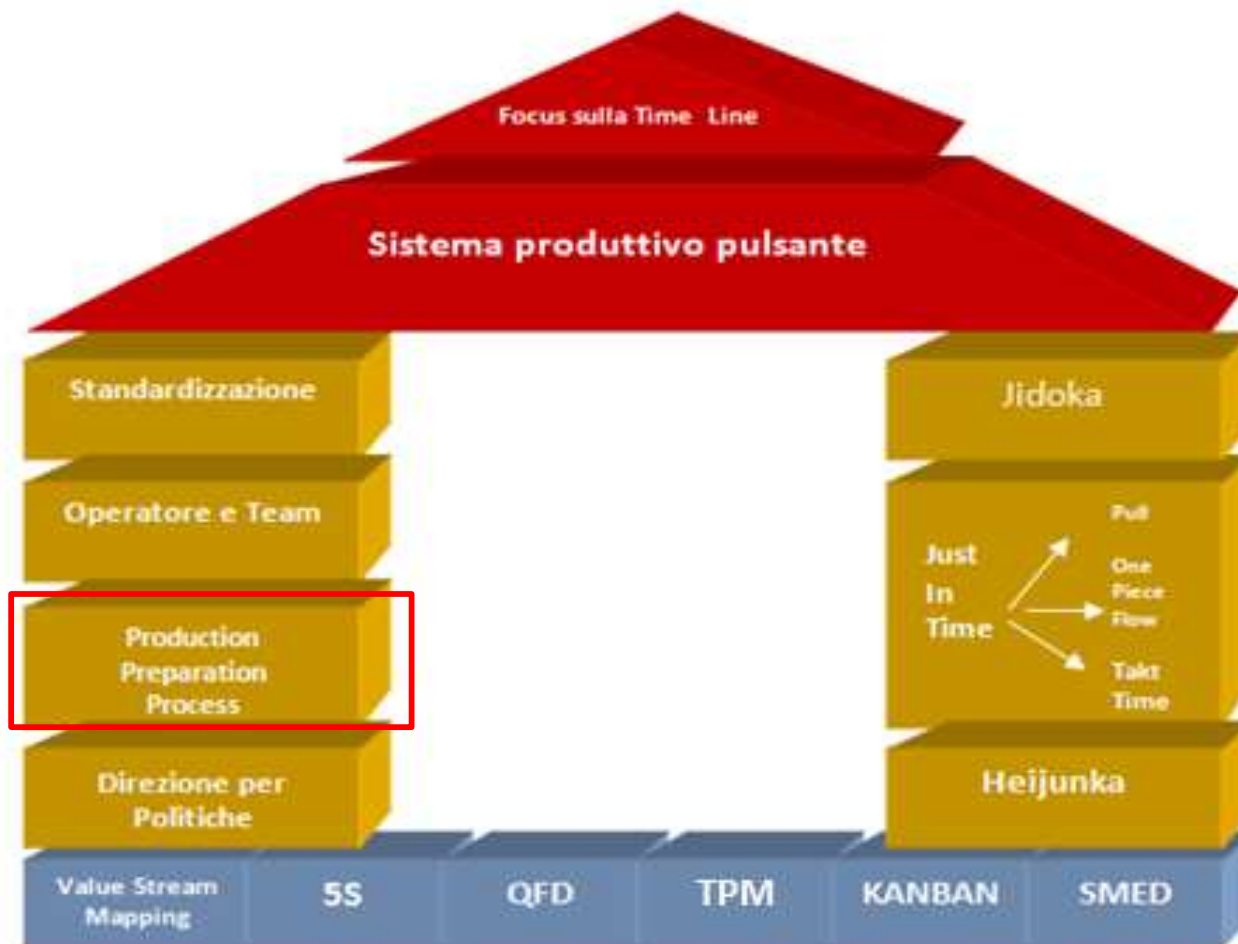 Focus sulla Time Line
Sistema produttivo pulsante
Standardizzazione
Jidoka
Operatore e Team
Just
In
Time
Pull
One
Piece
Flow
Takt
Time
Production
Preparation
Process
Direzione per
Politiche
Heijunka
Value Stream
Mapping
5S
QFD
TPM
KANBAN
SMED